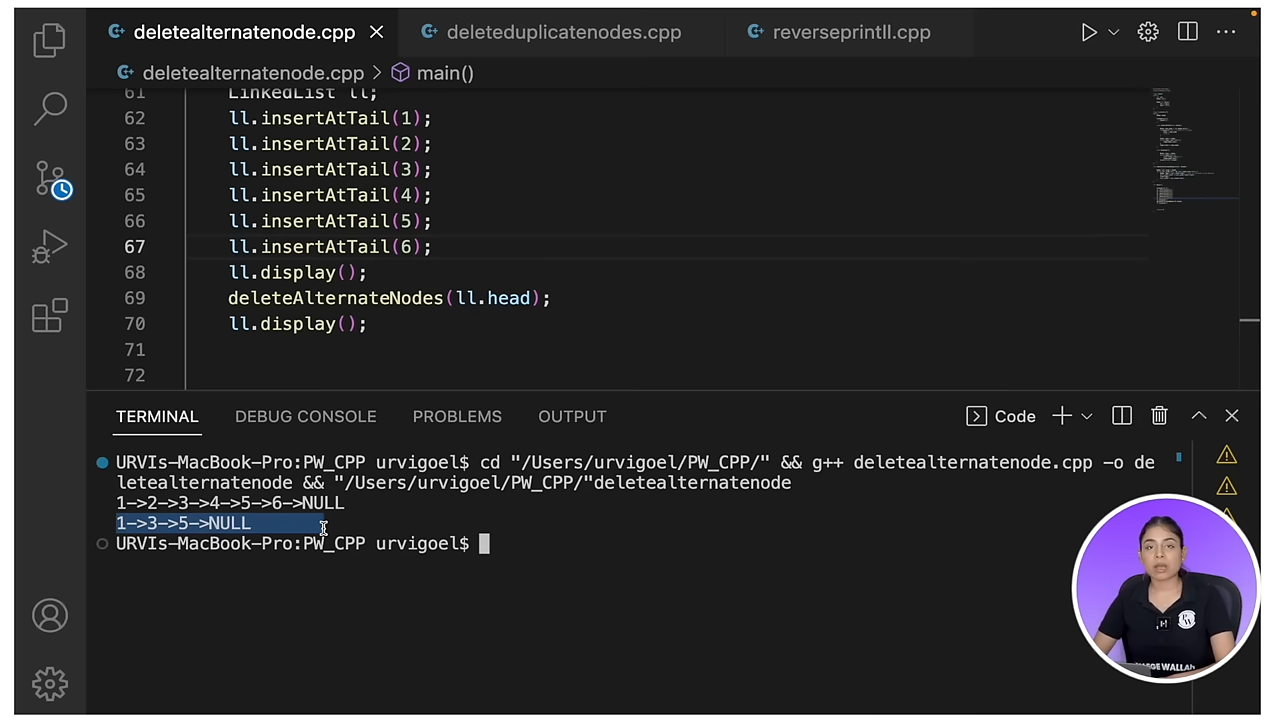 deletealternatenode.cpp
deleteduplicatenodes.cpp
reverseprintll.cpp
deletealternatenode.cpp > main()
61 LinkedList ll;
62 ll.insertAtTail(1);
63 ll.insertAtTail(2);
64 ll.insertAtTail(3);
65 ll.insertAtTail(4);
66 ll.insertAtTail(5);
67 ll.insertAtTail(6);
68 ll.display();
69 deleteAlternateNodes(ll.head);
70 ll.display();
71
72
TERMINAL DEBUG CONSOLE PROBLEMS OUTPUT Code
URVIs-MacBook-Pro:PW_CPP urvigoel$ cd "/Users/urvigoel/PW_CPP/" && g++ deletealternatenode.cpp -o de
letealternatenode && "/Users/urvigoel/PW_CPP/"deletealternatenode
1->2->3->4->5->6->NULL
1->3->5->NULL
URVIs-MacBook-Pro:PW_CPP urvigoel$